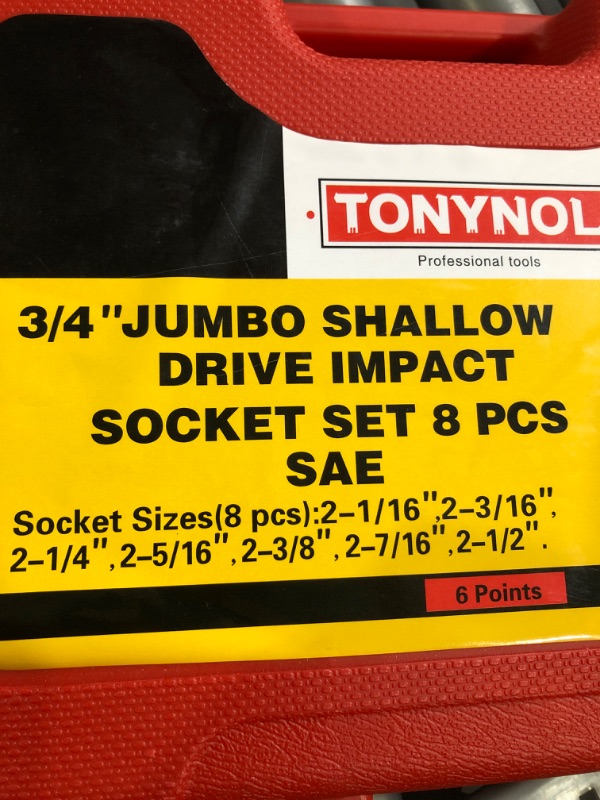 TONYNOL
Professional tools
3/4"JUMBO SHALLOW
DRIVE IMPACT
SOCKET SET 8 PCS
SAE
Socket Sizes(8 pcs):2-1/16",2-3/16",
2-1/4",2-5/16",2-3/8",2-7/16",2-1/2".
6 Points